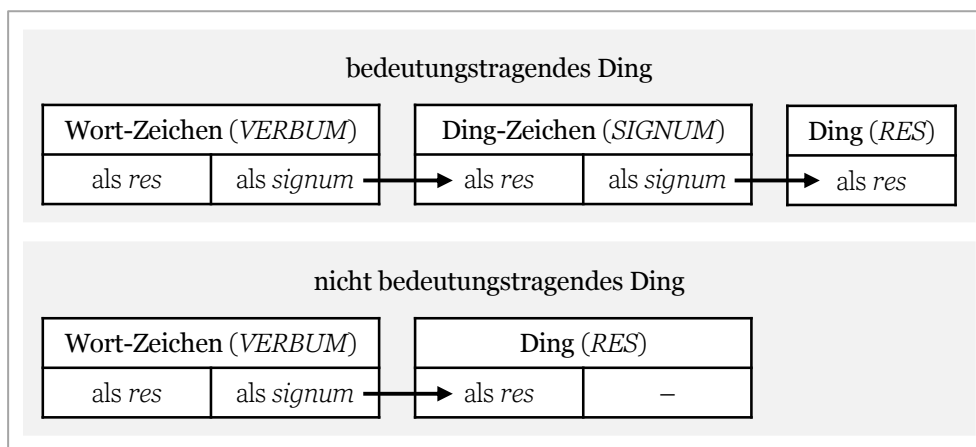 bedeutungstragendes Ding
Wort-Zeichen (VERBUM) Ding-Zeichen (SIGNUM) Ding (RES)
als res als signum als res als signum als res
nicht bedeutungstragendes Ding
Wort-Zeichen (VERBUM) Ding (RES)
als res als signum als res –